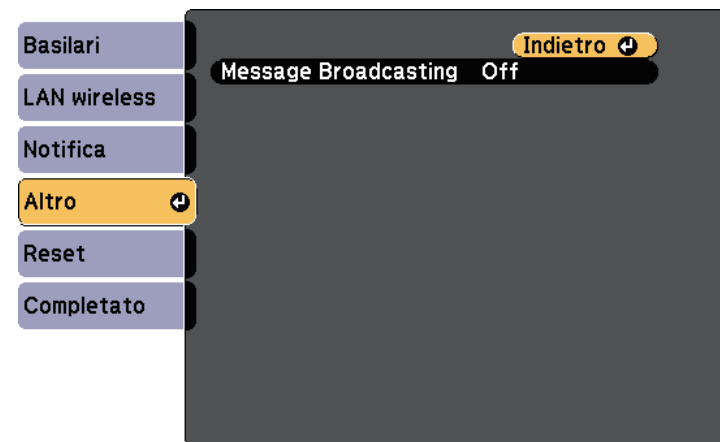 Basilari
LAN wireless
Notifica
Altro
Reset
Completato
Indietro
Message Broadcasting Off